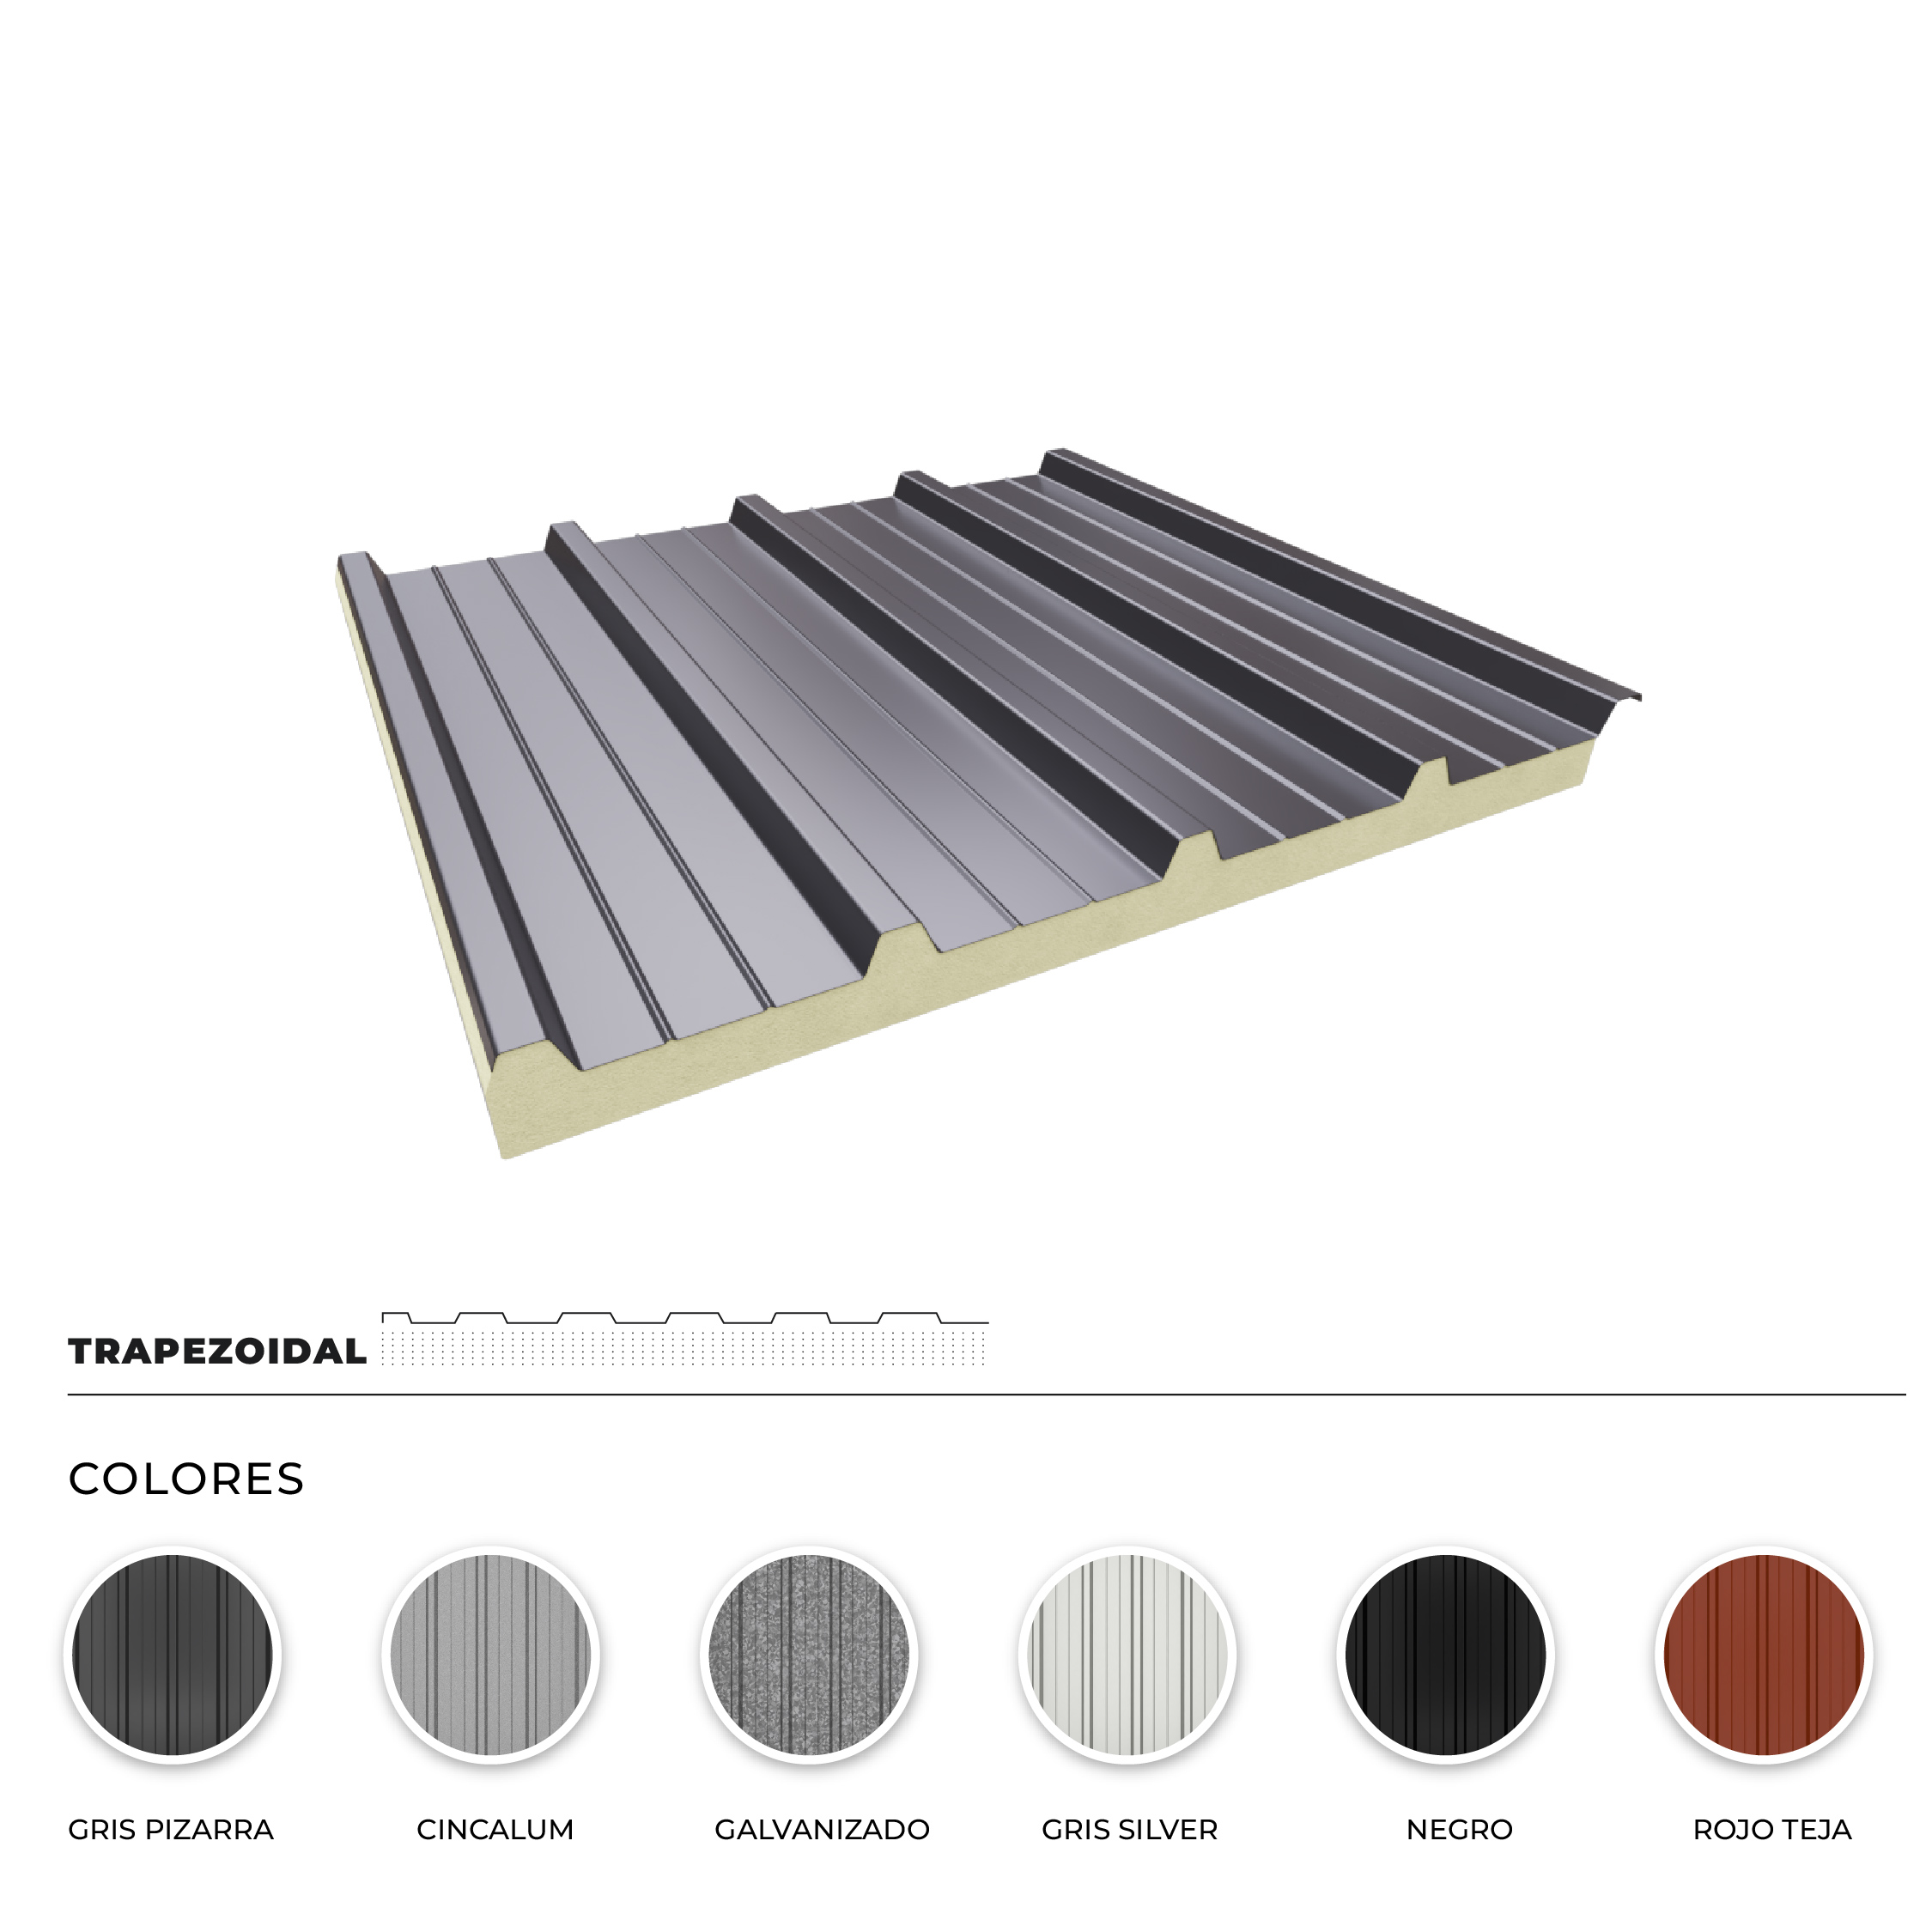 TRAPEZOIDAL
COLORES
GRIS PIZARRA
CINCALUM
GALVANIZADO
GRIS SILVER
NEGRO
ROJO TEJA